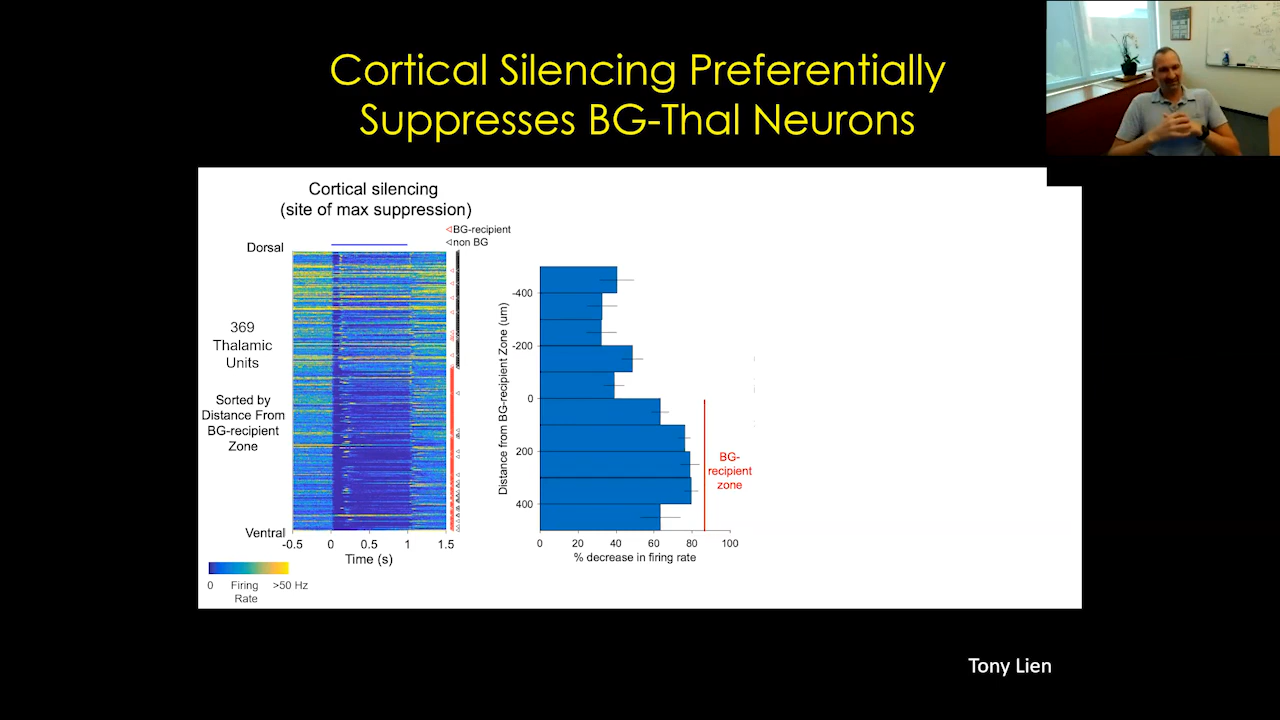 Cortical Silencing Preferentially
Suppresses BG-Thal Neurons
Cortical silencing
(site of max suppression)
◁BG-recipient
◁non BG
Dorsal
369
Thalamic
Units
Sorted by
Distance From
BG-recipient
Zone
Ventral
-0.5 0 0.5 1 1.5
Time (s)
0 Firing >50 Hz
Rate
Distance from BG-recipient Zone (um)
-400
-200
0
200
400
0 20 40 60 80 100
% decrease in firing rate
BG-
recipient
zone
Tony Lien